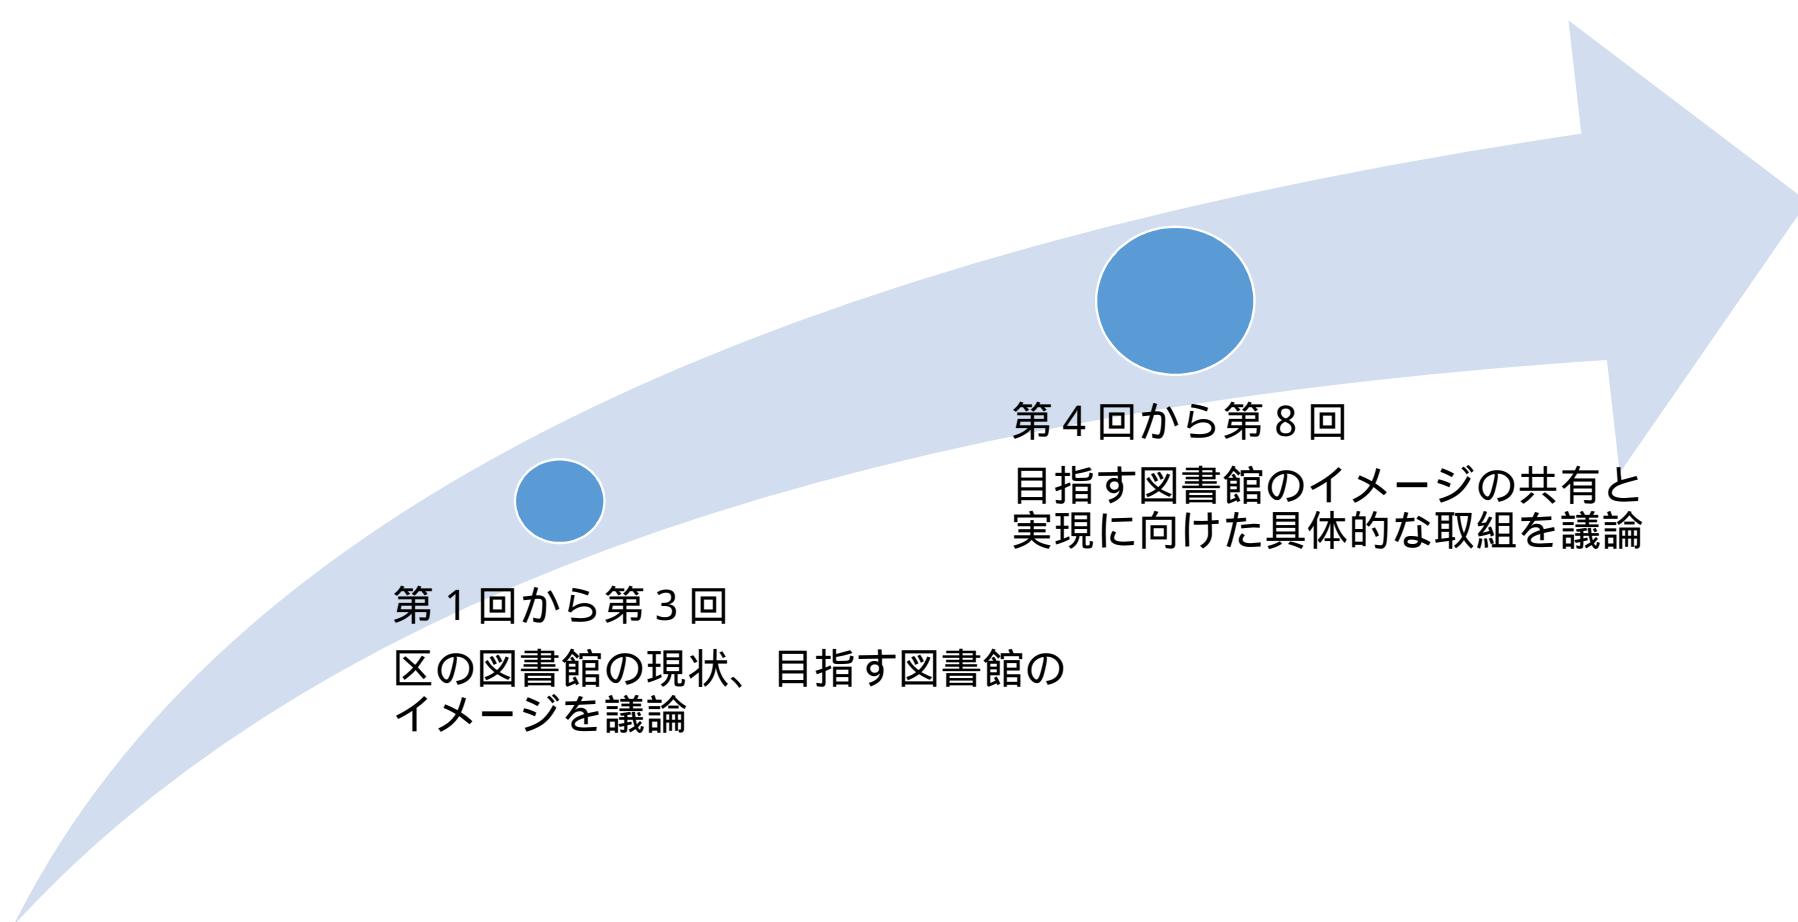 第4回から第8回
目指す図書館のイメージの共有と
実現に向けた具体的な取組を議論
第1回から第3回
区の図書館の現状、目指す図書館の
イメージを議論